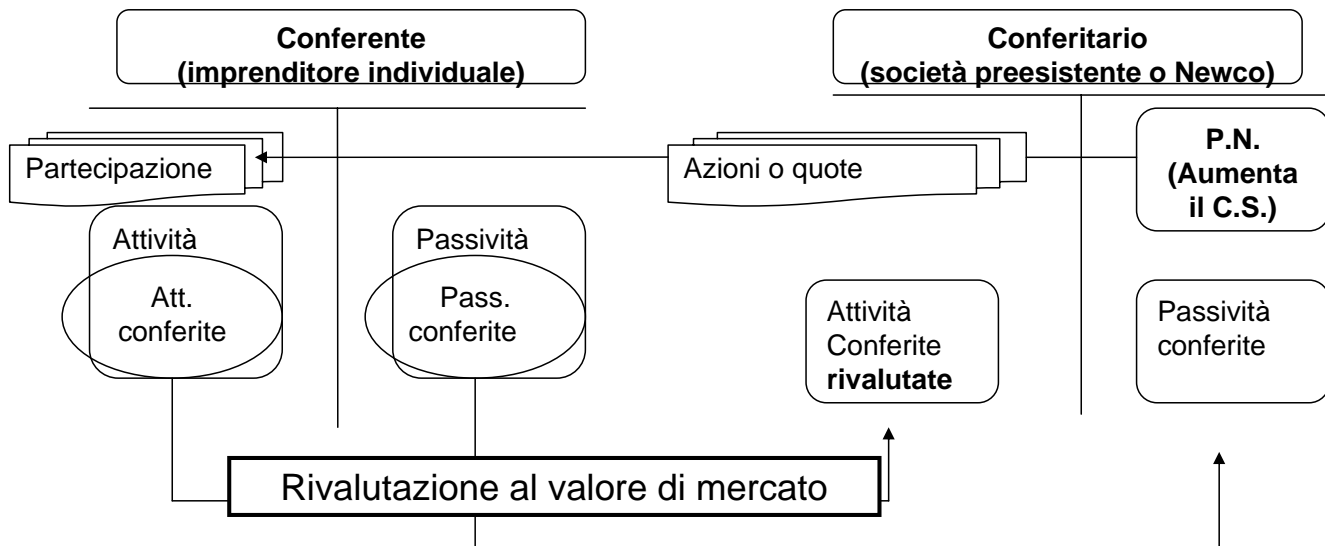 Conferente
(imprenditore individuale)
Conferitario
(società preesistente o Newco)
Partecipazione
Azioni o quote
P.N.
(Aumenta
il C.S.)
Attività
Att.
conferite
Passività
Pass.
conferite
Attività
Conferite
rivalutate
Passività
conferite
Rivalutazione al valore di mercato